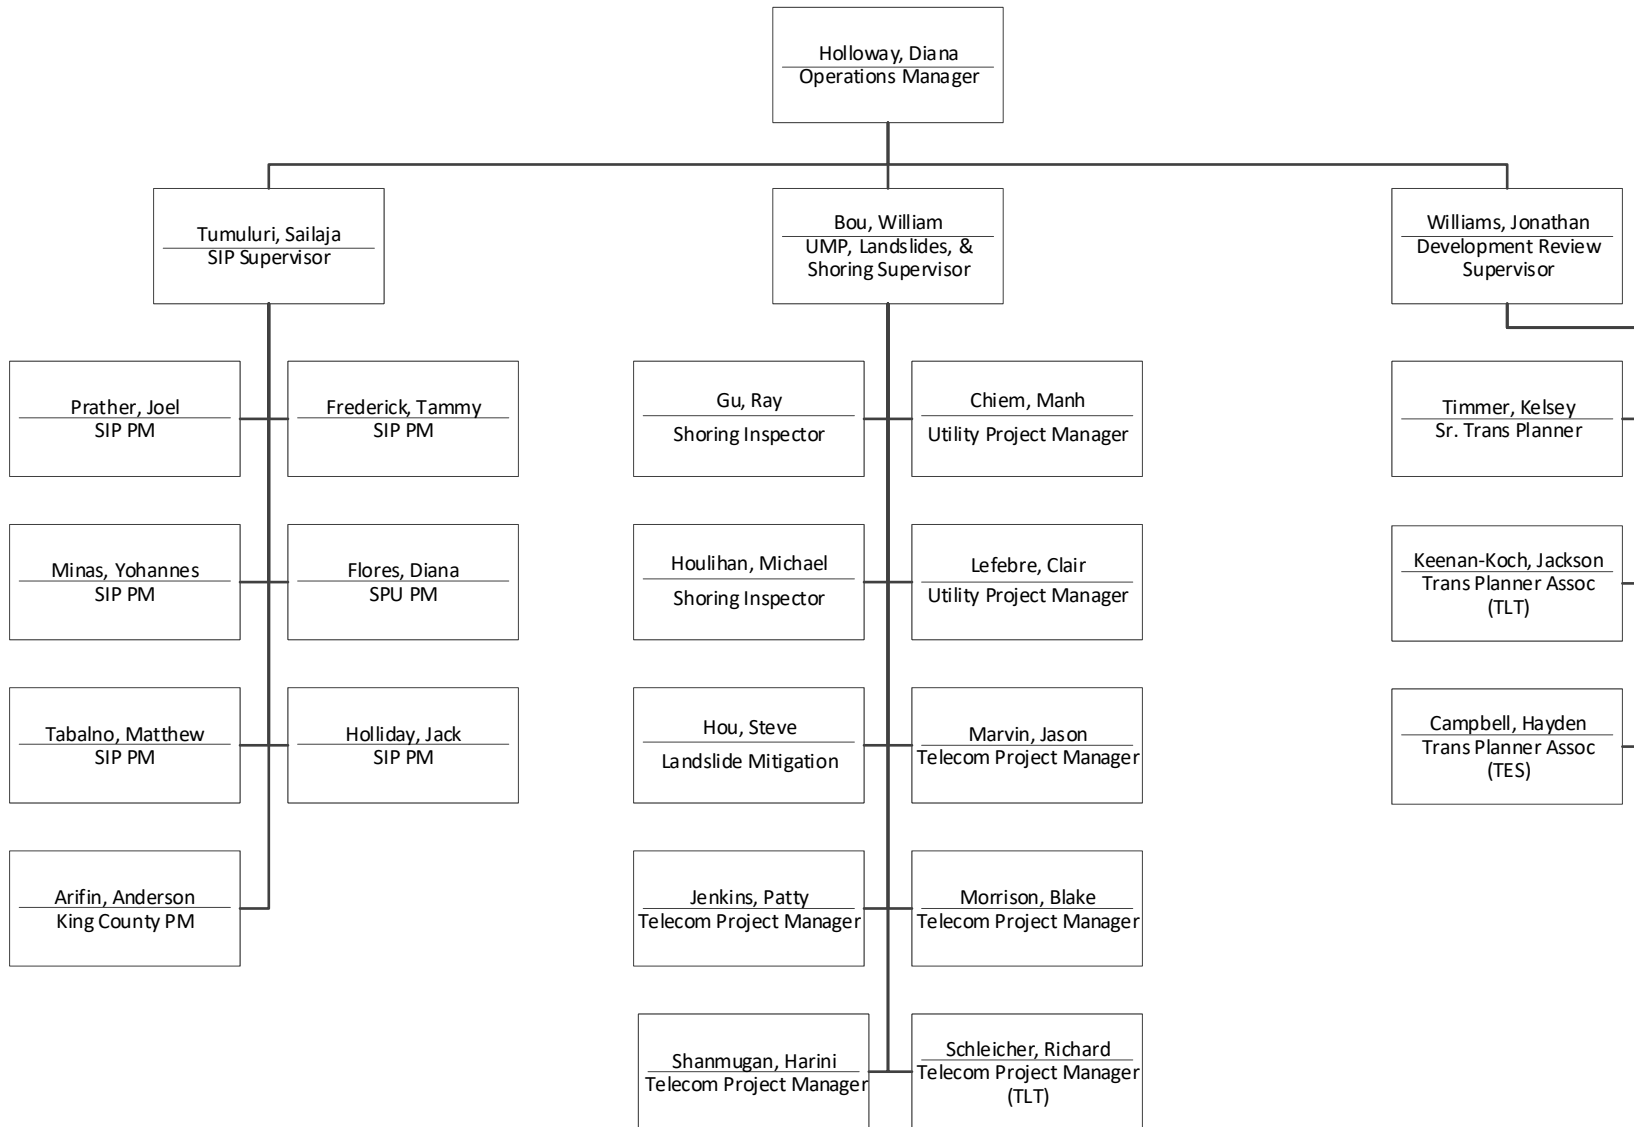 Holloway, Diana
Operations Manager
Tumuluri, Sailaja
SIP Supervisor
Bou, William
UMP, Landslides, &
Shoring Supervisor
Williams, Jonathan
Development Review
Supervisor
Prather, Joel
SIP PM
Frederick, Tammy
SIP PM
Gu, Ray
Shoring Inspector
Chiem, Manh
Utility Project Manager
Timmer, Kelsey
Sr. Trans Planner
Minas, Yohannes
SIP PM
Flores, Diana
SPU PM
Houlihan, Michael
Shoring Inspector
Lefebre, Clair
Utility Project Manager
Keenan-Koch, Jackson
Trans Planner Assoc
(TLT)
Tabalno, Matthew
SIP PM
Holliday, Jack
SIP PM
Hou, Steve
Landslide Mitigation
Marvin, Jason
Telecom Project Manager
Campbell, Hayden
Trans Planner Assoc
(TES)
Arifin, Anderson
King County PM
Jenkins, Patty
Telecom Project Manager
Morrison, Blake
Telecom Project Manager
Shanmugan, Harini
Telecom Project Manager
Schleicher, Richard
Telecom Project Manager
(TLT)